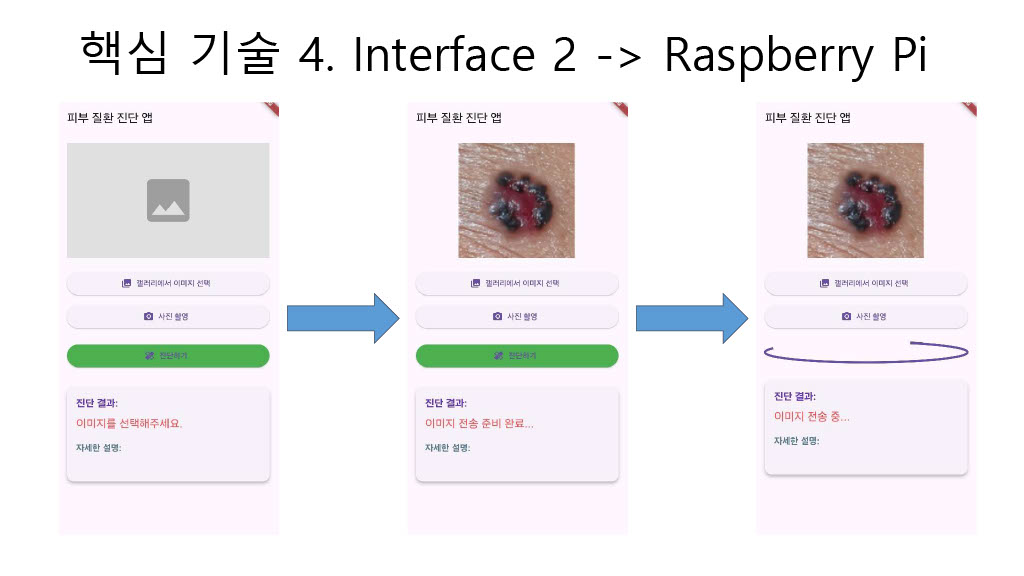 핵심 기술 4. Interface 2 -> Raspberry Pi
피부 질환 진단 앱
갤러리에서 이미지 선택
사진 촬영
진단하기
진단 결과:
이미지를 선택해주세요.
자세한 설명:
피부 질환 진단 앱
갤러리에서 이미지 선택
사진 촬영
진단하기
진단 결과:
이미지 전송 준비 완료...
자세한 설명:
피부 질환 진단 앱
갤러리에서 이미지 선택
사진 촬영
진단 결과:
이미지 전송 중...
자세한 설명: